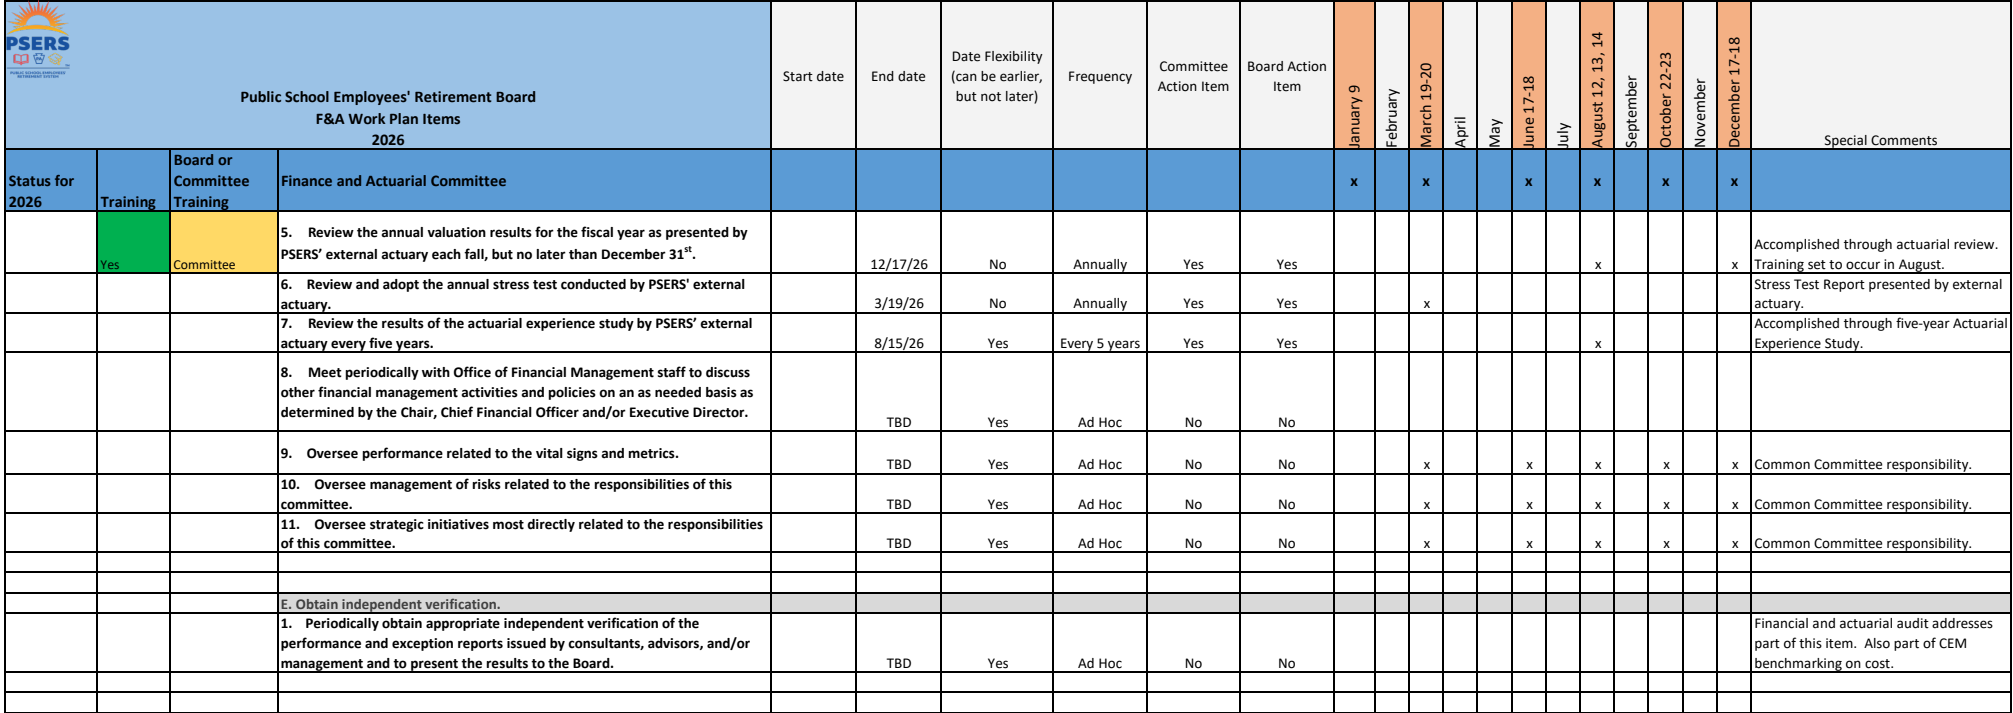 PSERS
PUBLIC SCHOOL EMPLOYEES
RETIREMENT SYSTEM
Public School Employees' Retirement Board
F&A Work Plan Items
2026
Start date
End date
Date Flexibility
(can be earlier,
but not later)
Frequency
Committee
Action Item
Board Action
Item
January 9
February
March 19-20
April
May
June 17-18
July
August 12, 13, 14
September
October 22-23
November
December 17-18
Special Comments
Status for
2026
Training
Board or
Committee
Training
Finance and Actuarial Committee
x x x x x x
Yes
Committee
5. Review the annual valuation results for the fiscal year as presented by
PSERS’ external actuary each fall, but no later than December 31st.
12/17/26 No Annually Yes Yes x x
Accomplished through actuarial review.
Training set to occur in August.
6. Review and adopt the annual stress test conducted by PSERS' external
actuary.
3/19/26 No Annually Yes Yes x
Stress Test Report presented by external
actuary.
7. Review the results of the actuarial experience study by PSERS’ external
actuary every five years.
8/15/26 Yes Every 5 years Yes Yes x
Accomplished through five-year Actuarial
Experience Study.
8. Meet periodically with Office of Financial Management staff to discuss
other financial management activities and policies on an as needed basis as
determined by the Chair, Chief Financial Officer and/or Executive Director.
TBD Yes Ad Hoc No No
9. Oversee performance related to the vital signs and metrics.
TBD Yes Ad Hoc No No x x x x x Common Committee responsibility.
10. Oversee management of risks related to the responsibilities of this
committee.
TBD Yes Ad Hoc No No x x x x x Common Committee responsibility.
11. Oversee strategic initiatives most directly related to the responsibilities
of this committee.
TBD Yes Ad Hoc No No x x x x x Common Committee responsibility.
E. Obtain independent verification.
1. Periodically obtain appropriate independent verification of the
performance and exception reports issued by consultants, advisors, and/or
management and to present the results to the Board.
TBD Yes Ad Hoc No No
Financial and actuarial audit addresses
part of this item. Also part of CEM
benchmarking on cost.